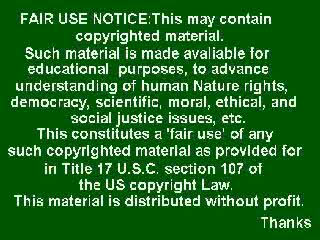 FAIR USE NOTICE:This may contain
copyrighted material.
Such material is made avaliable for
educational purposes, to advance
understanding of human Nature rights,
democracy, scientific, moral, ethical, and
social justice issues, etc.
This constitutes a 'fair use' of any
such copyrighted material as provided for
in Title 17 U.S.C. section 107 of
the US copyright Law.
This material is distributed without profit.
Thanks